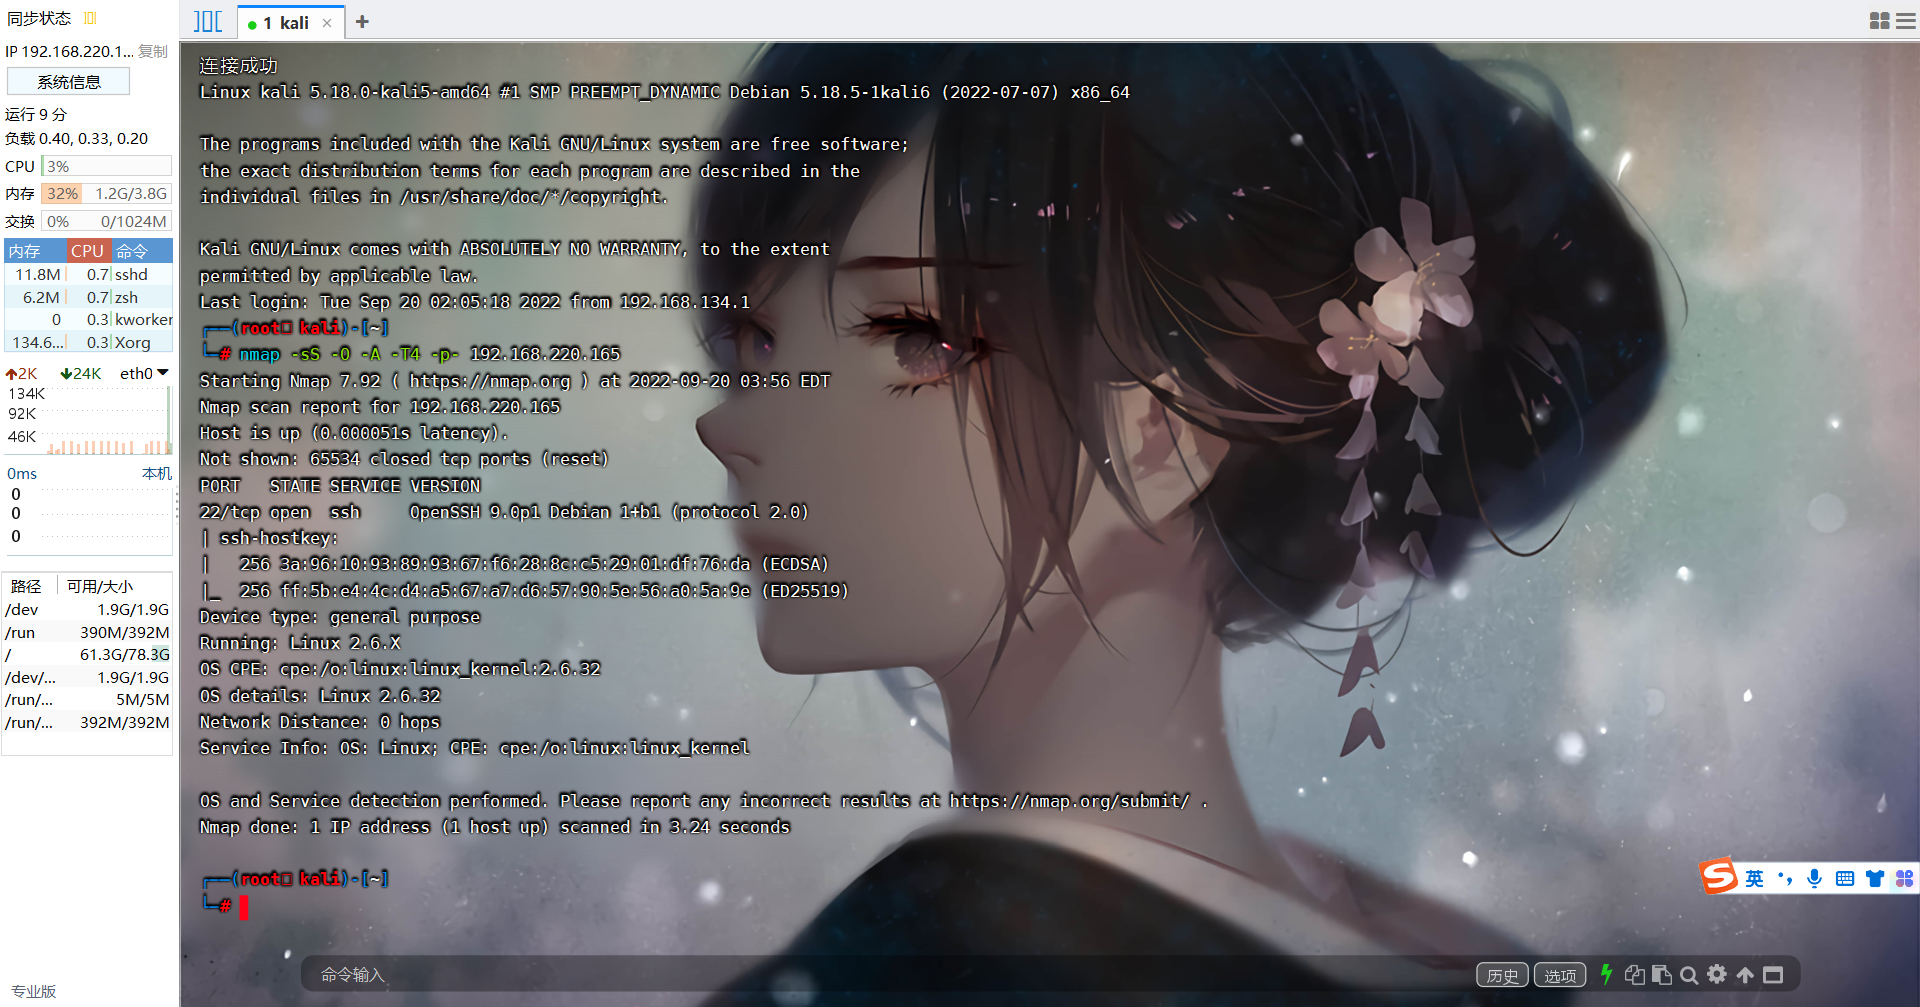 同步状态
IP 192.168.220.1... 复制
系统信息
运行 9 分
负载 0.40, 0.33, 0.20
CPU 3%
内存 32% 1.2G/3.8G
交换 0% 0/1024M
内存 CPU 命令
11.8M 0.7 sshd
6.2M 0.7 zsh
0 0.3 kworker
134.6... 0.3 Xorg
2K 24K eth0
134K
92K
46K
0ms 本机
0
0
0
路径 可用/大小
/dev 1.9G/1.9G
/run 390M/392M
/ 61.3G/78.3G
/dev/... 1.9G/1.9G
/run/... 5M/5M
/run/... 392M/392M
专业版
1 kali × +
连接成功
Linux kali 5.18.0-kali5-amd64 #1 SMP PREEMPT_DYNAMIC Debian 5.18.5-1kali6 (2022-07-07) x86_64
The programs included with the Kali GNU/Linux system are free software;
the exact distribution terms for each program are described in the
individual files in /usr/share/doc/*/copyright.
Kali GNU/Linux comes with ABSOLUTELY NO WARRANTY, to the extent
permitted by applicable law.
Last login: Tue Sep 20 02:05:18 2022 from 192.168.134.1
┌──(root□ kali)-[~]
└─# nmap -sS -O -A -T4 -p- 192.168.220.165
Starting Nmap 7.92 ( https://nmap.org ) at 2022-09-20 03:56 EDT
Nmap scan report for 192.168.220.165
Host is up (0.000051s latency).
Not shown: 65534 closed tcp ports (reset)
PORT   STATE SERVICE VERSION
22/tcp open  ssh     OpenSSH 9.0p1 Debian 1+b1 (protocol 2.0)
| ssh-hostkey:
|   256 3a:96:10:93:89:93:67:f6:28:8c:c5:29:01:df:76:da (ECDSA)
|_  256 ff:5b:e4:4c:d4:a5:67:a7:d6:57:90:5e:56:a0:5a:9e (ED25519)
Device type: general purpose
Running: Linux 2.6.X
OS CPE: cpe:/o:linux:linux_kernel:2.6.32
OS details: Linux 2.6.32
Network Distance: 0 hops
Service Info: OS: Linux; CPE: cpe:/o:linux:linux_kernel
OS and Service detection performed. Please report any incorrect results at https://nmap.org/submit/ .
Nmap done: 1 IP address (1 host up) scanned in 3.24 seconds
┌──(root□ kali)-[~]
└─#
S 英
命令输入 历史 选项